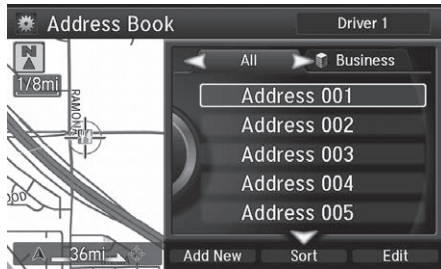 Address Book
Driver 1
N
1/8mi
RAMONA
All
Business
Address 001
Address 002
Address 003
Address 004
Address 005
36mi
Add New
Sort
Edit